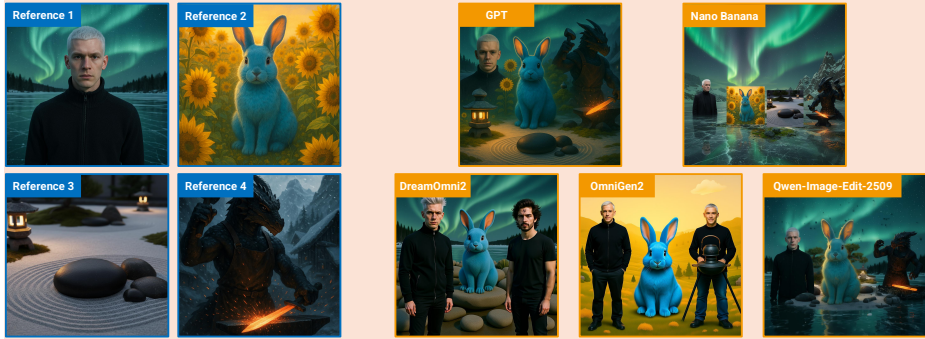 Reference 1
Reference 2
GPT
Nano Banana
Reference 3
Reference 4
DreamOmni2
OmniGen2
Qwen-Image-Edit-2509